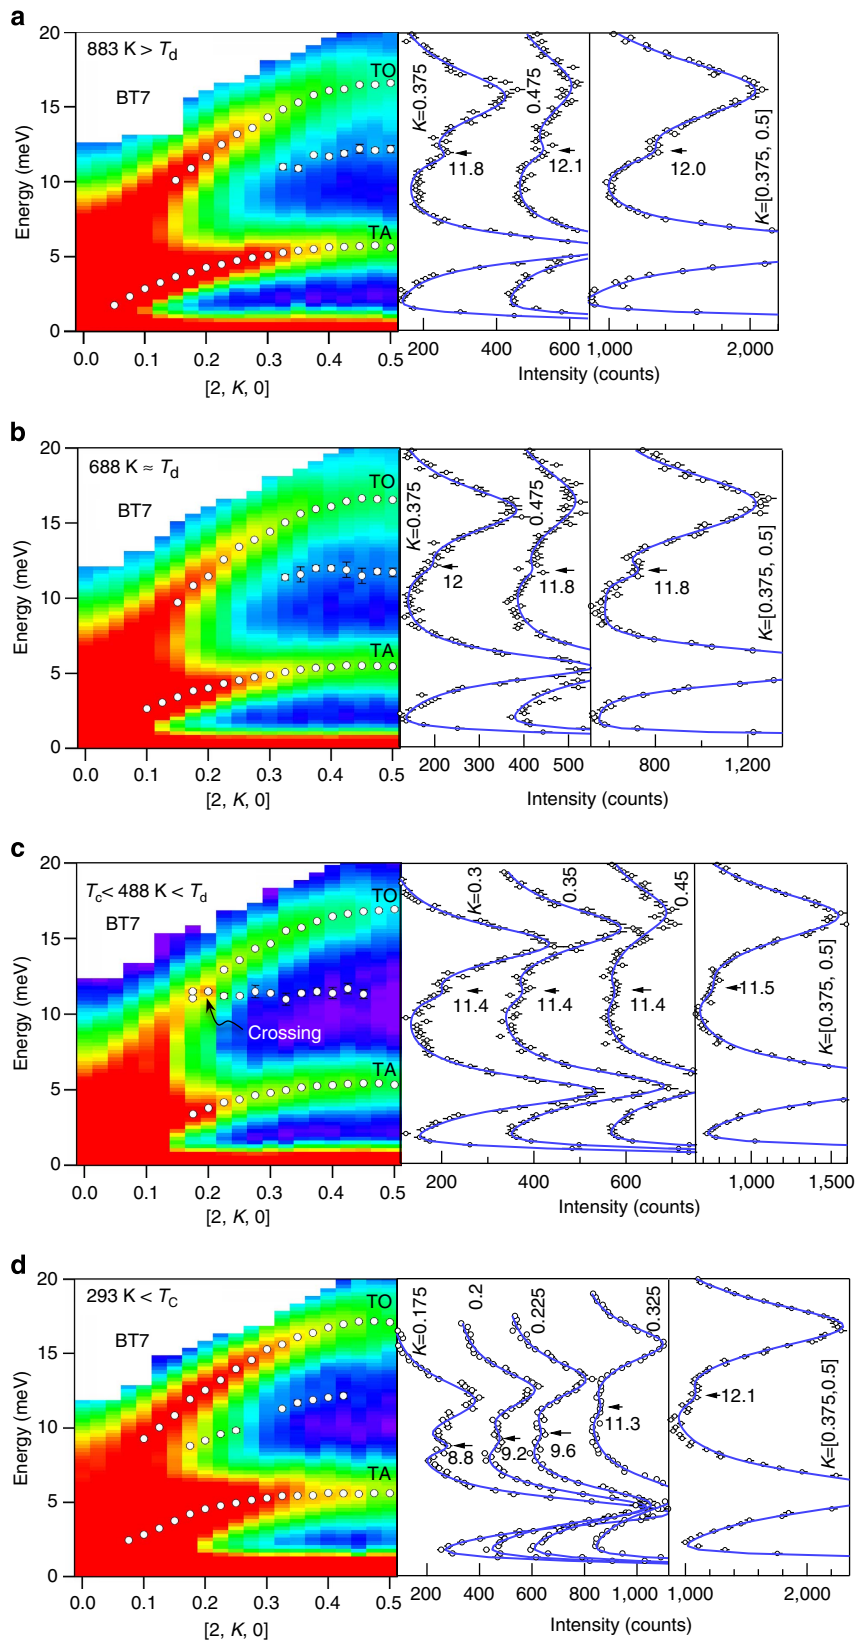 a
883 K > Td
BT7
TO
TA
Energy (meV)
20
15
10
5
0
0.0 0.1 0.2 0.3 0.4 0.5
[2, K, 0]
K=0.375
0.475
11.8
12.1
12.0
K=[0.375, 0.5]
200 400 600 1,000 2,000
Intensity (counts)
b
688 K ≈ Td
BT7
TO
TA
Energy (meV)
20
15
10
5
0
0.0 0.1 0.2 0.3 0.4 0.5
[2, K, 0]
K=0.375
0.475
12
11.8
11.8
K=[0.375, 0.5]
200 300 400 500 800 1,200
Intensity (counts)
c
Tc< 488 K < Td
BT7
TO
Crossing
TA
Energy (meV)
20
15
10
5
0
0.0 0.1 0.2 0.3 0.4 0.5
[2, K, 0]
K=0.3
0.35
0.45
11.4
11.4
11.4
11.5
K=[0.375, 0.5]
200 400 600 1,000 1,500
Intensity (counts)
d
293 K < TC
BT7
TO
TA
Energy (meV)
20
15
10
5
0
0.0 0.1 0.2 0.3 0.4 0.5
[2, K, 0]
K=0.175
0.2
0.225
0.325
8.8
9.2
9.6
11.3
12.1
K=[0.375,0.5]
200 400 600 800 1,000 1,000 2,000
Intensity (counts)